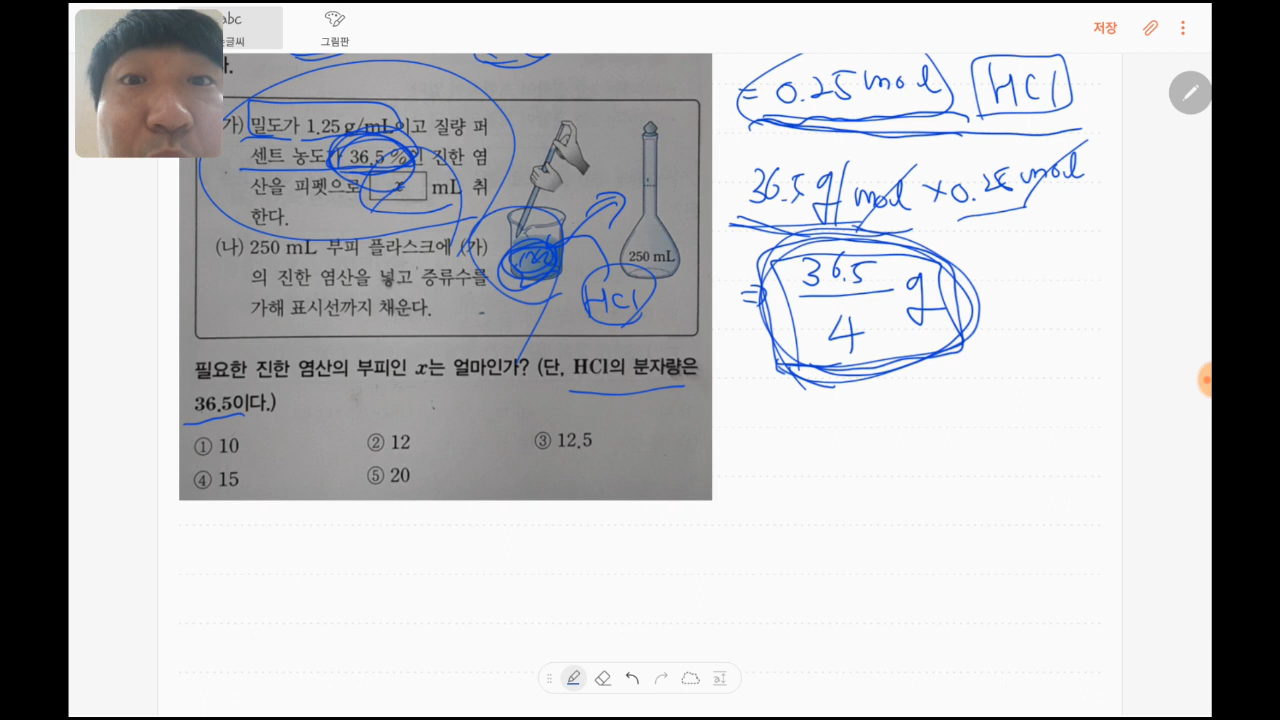 abc
그림판
저장
다.
= 0.25 mol HCl
(가) 밀도가 1.25 g/mL이고 질량 퍼
센트 농도가 36.5 %인 진한 염
산을 피펫으로 x mL 취
한다.
(나) 250 mL 부피 플라스크에 (가)
의 진한 염산을 넣고 증류수를
가해 표시선까지 채운다.
250 mL
HCl
36.5 g/mol × 0.25 mol
= 36.5
4 g
필요한 진한 염산의 부피인 x는 얼마인가? (단, HCl의 분자량은
36.5이다.)
① 10 ② 12 ③ 12.5
④ 15 ⑤ 20